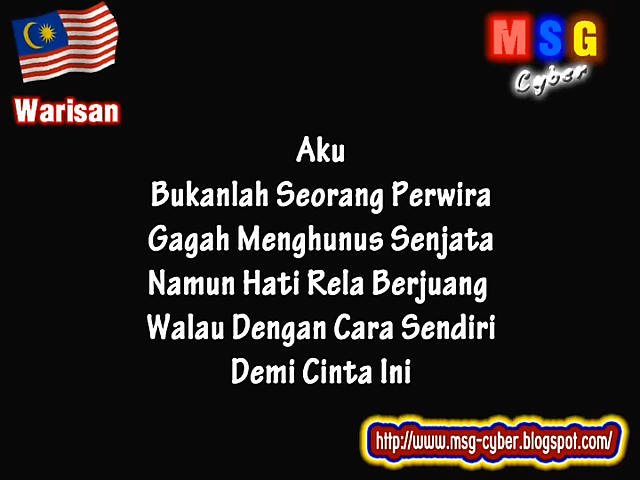 Warisan
MSG
Cyber
Aku
Bukanlah Seorang Perwira
Gagah Menghunus Senjata
Namun Hati Rela Berjuang
Walau Dengan Cara Sendiri
Demi Cinta Ini
http://www.msg-cyber.blogspot.com/